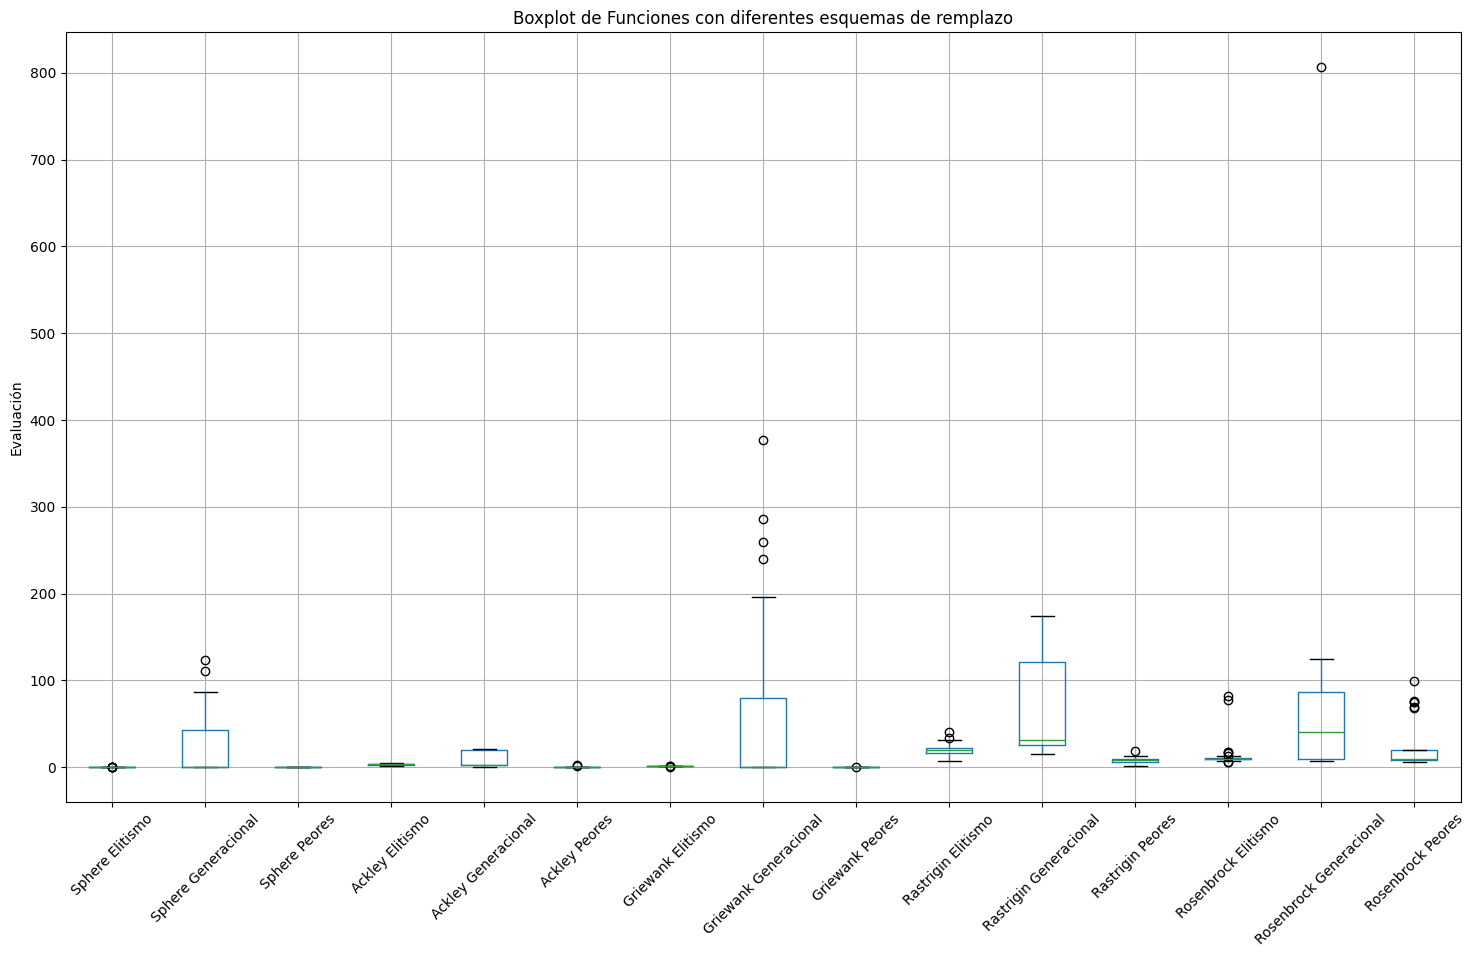 Boxplot de Funciones con diferentes esquemas de remplazo
Evaluación
800
700
600
500
400
300
200
100
0
Sphere Elitismo
Sphere Generacional
Sphere Peores
Ackley Elitismo
Ackley Generacional
Ackley Peores
Griewank Elitismo
Griewank Generacional
Griewank Peores
Rastrigin Elitismo
Rastrigin Generacional
Rastrigin Peores
Rosenbrock Elitismo
Rosenbrock Generacional
Rosenbrock Peores